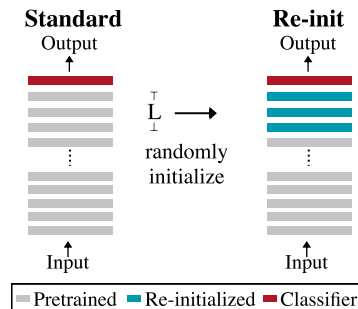 Standard
Re-init
Output
Output
L
randomly
initialize
Input
Input
Pretrained Re-initialized Classifier